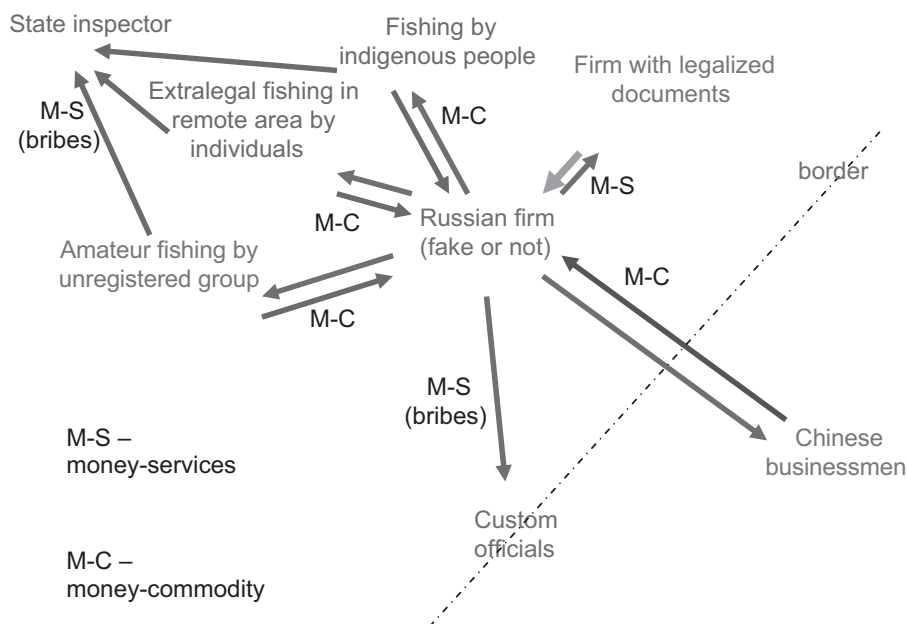 State inspector
Fishing by
indigenous people
Firm with legalized
documents
Extralegal fishing in
remote area by
individuals
M-S
(bribes)
M-C
M-S
border
M-C
Russian firm
(fake or not)
Amateur fishing by
unregistered group
M-C
M-C
M-S
(bribes)
M-S –
money-services
Chinese
businessmen
Custom
officials
M-C –
money-commodity